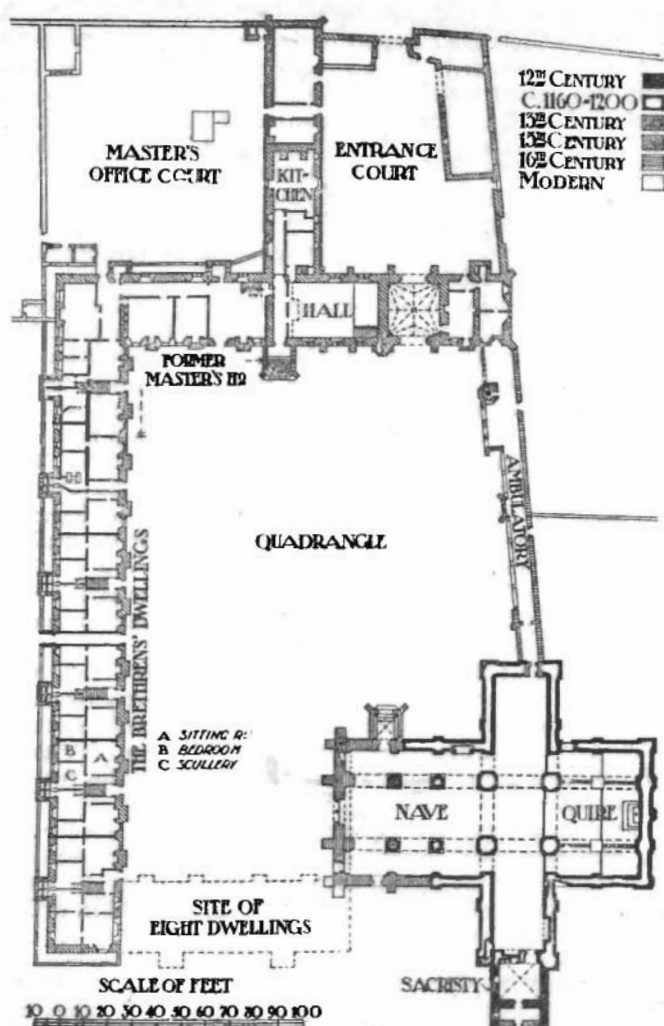 12TH CENTURY
C. 1160-1200
13TH CENTURY
15TH CENTURY
16TH CENTURY
MODERN
MASTER'S
OFFICE COURT
ENTRANCE
COURT
KIT-
CHEN
HALL
FORMER
MASTER'S HO
AMBULATORY
QUADRANGLE
THE BRETHRENS' DWELLINGS
A SITTING R:
B BEDROOM
C SCULLERY
B
A
C
NAVE
QUIRE
SITE OF
EIGHT DWELLINGS
SACRISTY
SCALE OF FEET
10 0 10 20 30 40 50 60 70 80 90 100